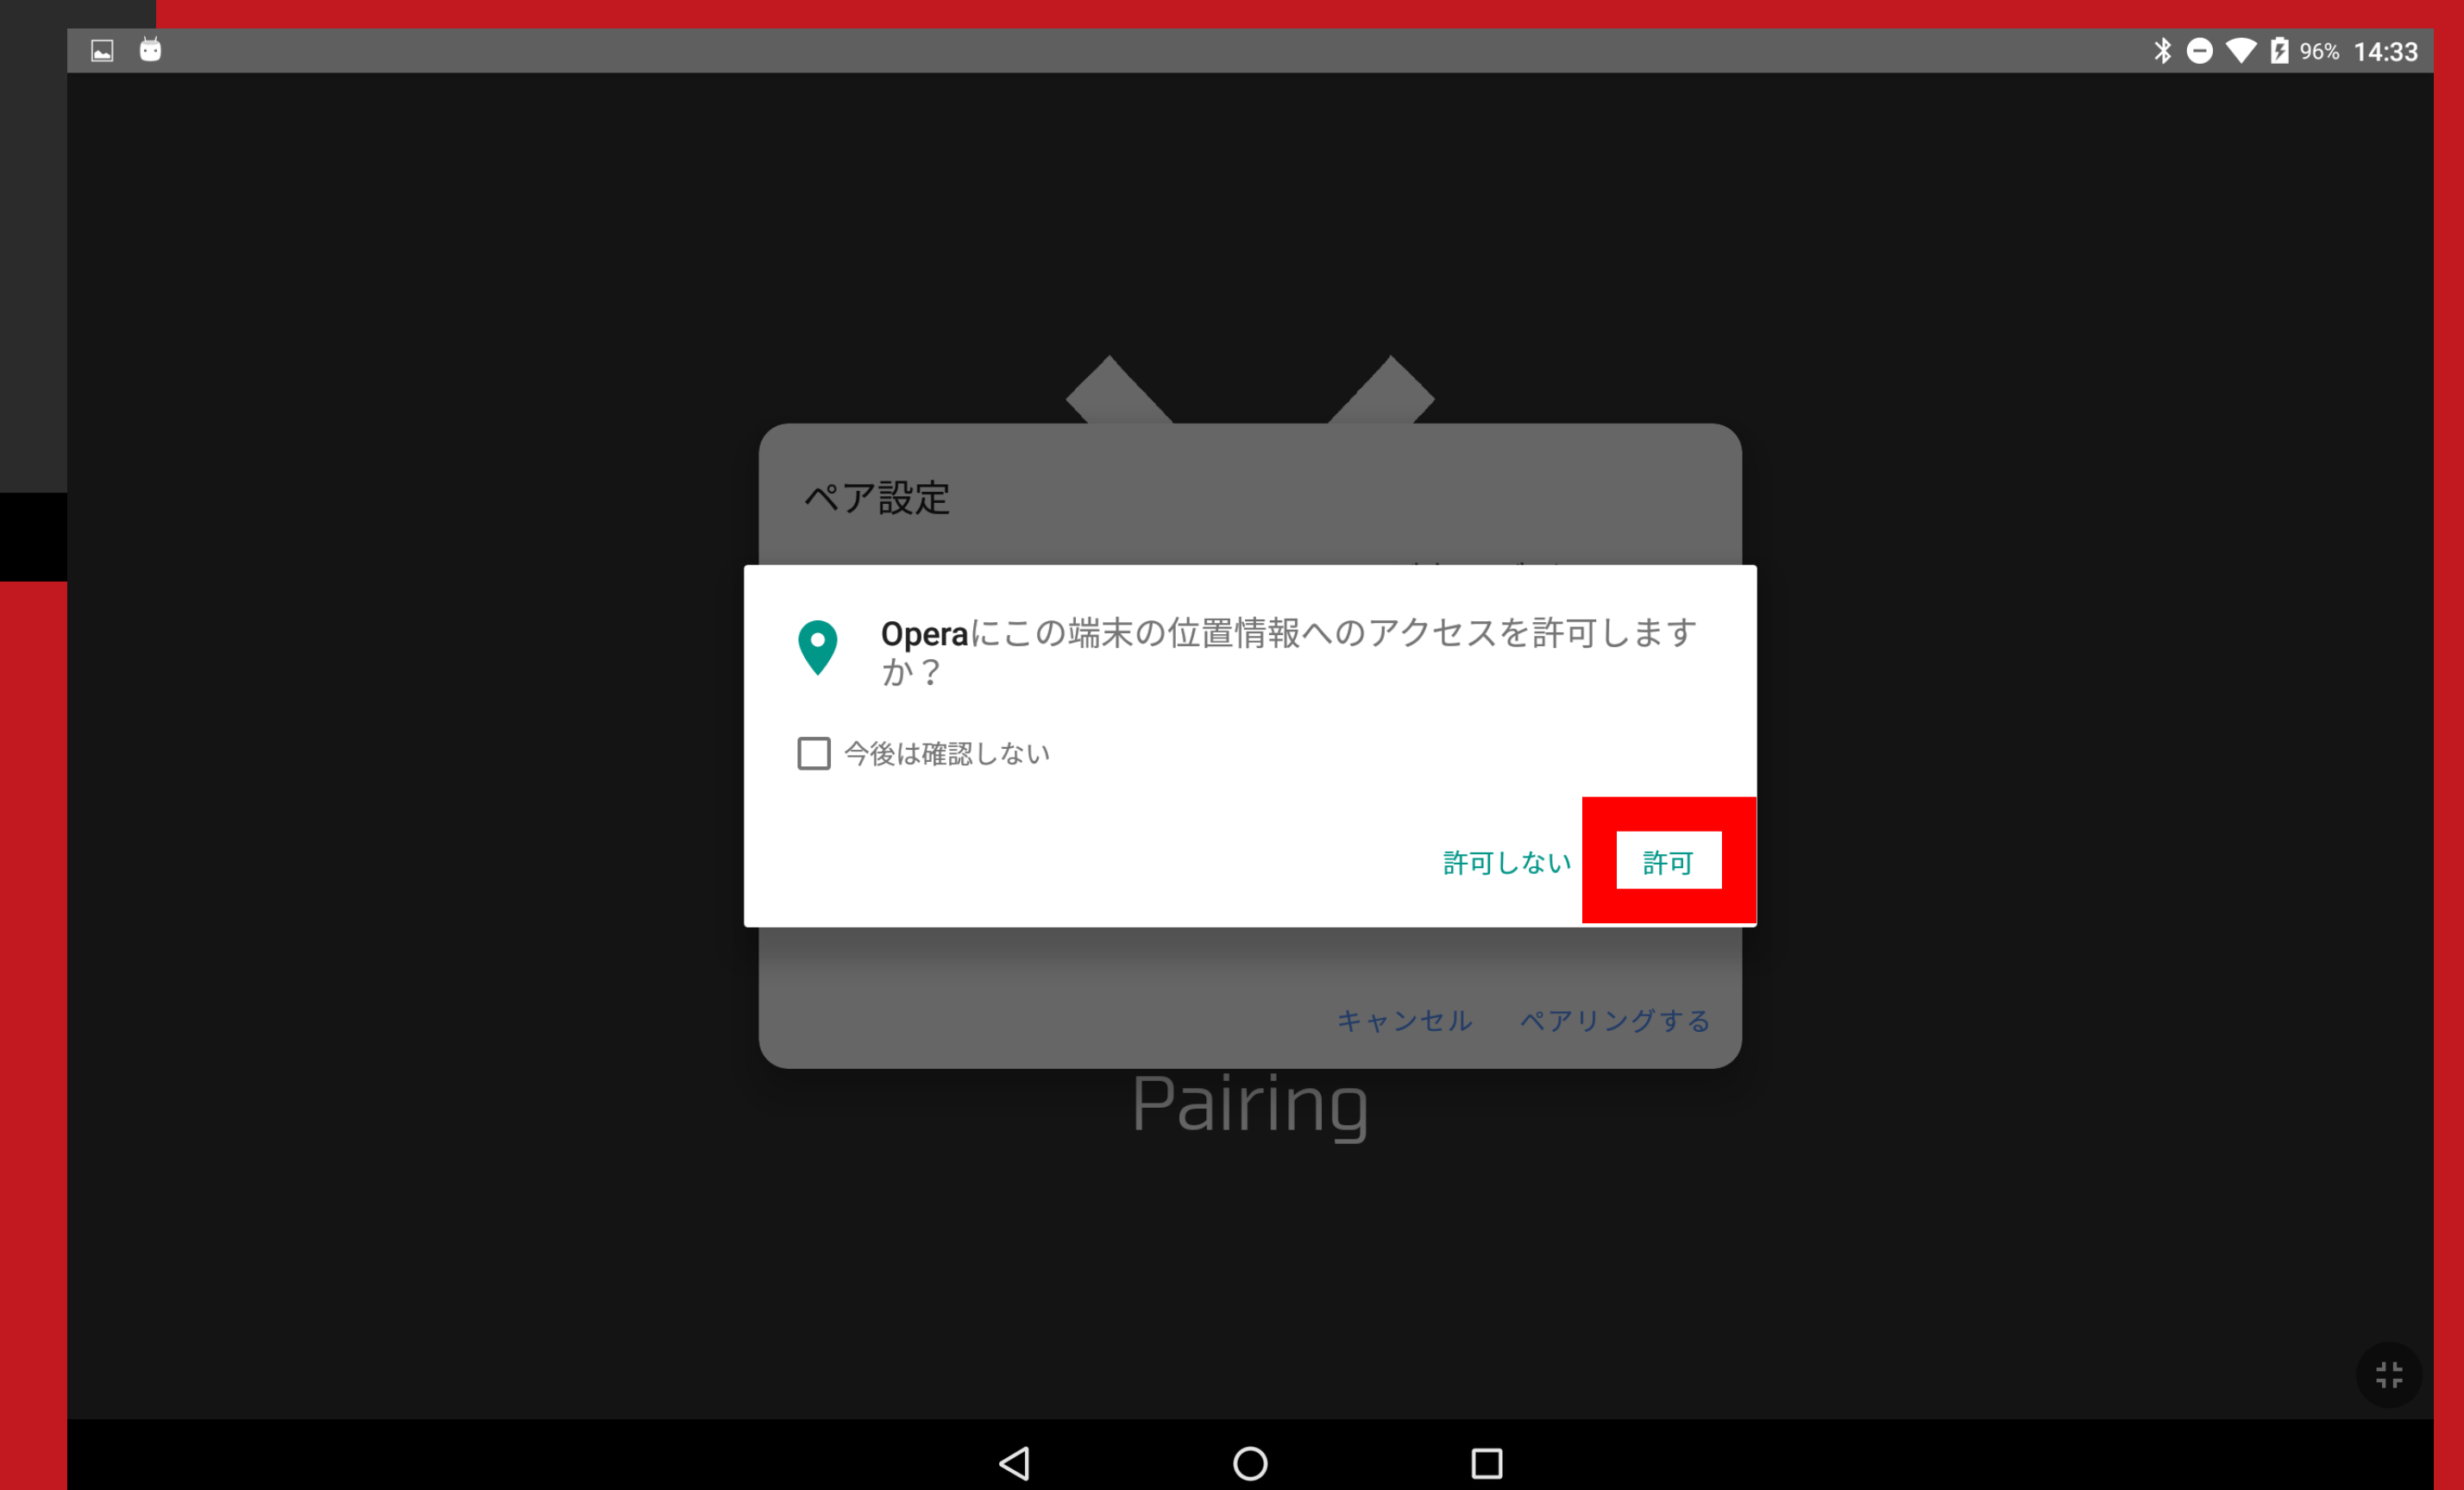 96% 14:33
ペア設定
Operaにこの端末の位置情報へのアクセスを許可します
か？
今後は確認しない
許可しない 許可
キャンセル ペアリングする
Pairing